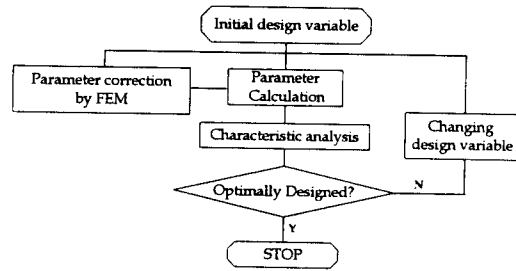 Initial design variable
Parameter correction
by FEM
Parameter
Calculation
Characteristic analysis
Changing
design variable
Optimally Designed?
N
Y
STOP